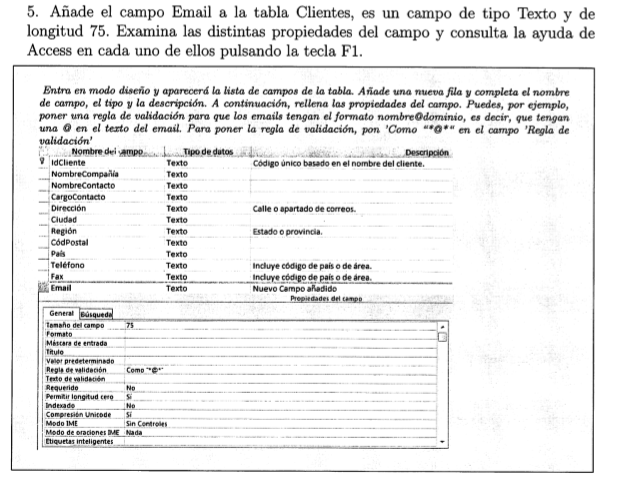 5. Añade el campo Email a la tabla Clientes, es un campo de tipo Texto y de
longitud 75. Examina las distintas propiedades del campo y consulta la ayuda de
Access en cada uno de ellos pulsando la tecla F1.
Entra en modo diseño y aparecerá la lista de campos de la tabla. Añade una nueva fila y completa el nombre
de campo, el tipo y la descripción. A continuación, rellena las propiedades del campo. Puedes, por ejemplo,
poner una regla de validación para que los emails tengan el formato nombre@dominio, es decir, que tengan
una @ en el texto del email. Para poner la regla de validación, pon 'Como "*@*" en el campo 'Regla de
validación'
Nombre del campo Tipo de datos Descripción
IdCliente Texto Código único basado en el nombre del cliente.
NombreCompañía Texto
NombreContacto Texto
CargoContacto Texto
Dirección Texto Calle o apartado de correos.
Ciudad Texto
Región Texto Estado o provincia.
CódPostal Texto
País Texto
Teléfono Texto Incluye código de país o de área.
Fax Texto Incluye código de país o de área.
Email Texto Nuevo Campo añadido
Propiedades del campo
General Búsqueda
Tamaño del campo 75
Formato
Máscara de entrada
Título
Valor predeterminado
Regla de validación Como "*@*"
Texto de validación
Requerido No
Permitir longitud cero Sí
Indexado No
Compresión Unicode Sí
Modo IME Sin Controles
Modo de oraciones IME Nada
Etiquetas inteligentes